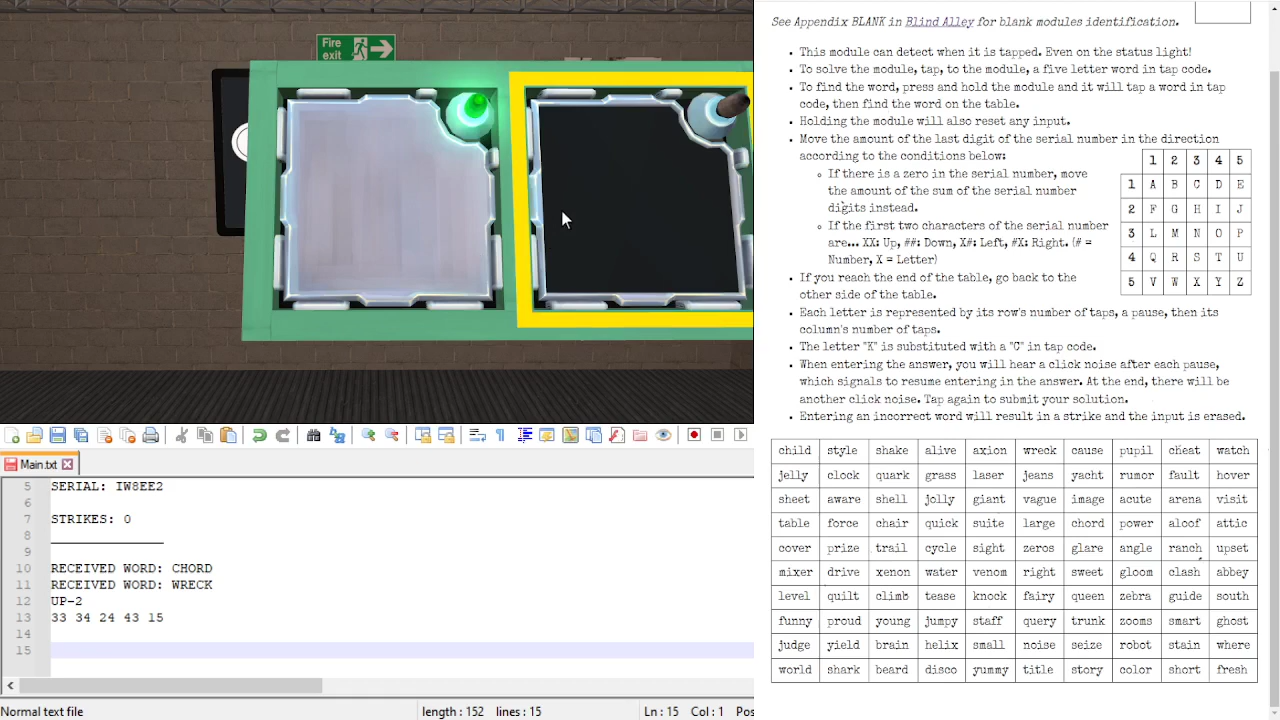 Fire
exit
Main.txt
5 SERIAL: IW8EE2
6
7 STRIKES: 0
8
9
10 RECEIVED WORD: CHORD
11 RECEIVED WORD: WRECK
12 UP-2
13 33 34 24 43 15
14
15
Normal text file length : 152 lines : 15 Ln : 15 Col : 1 Pos
See Appendix BLANK in Blind Alley for blank modules identification.
• This module can detect when it is tapped. Even on the status light!
• To solve the module, tap, to the module, a five letter word in tap code.
• To find the word, press and hold the module and it will tap a word in tap
code, then find the word on the table.
• Holding the module will also reset any input.
• Move the amount of the last digit of the serial number in the direction
according to the conditions below:
◦ If there is a zero in the serial number, move
the amount of the sum of the serial number
digits instead.
◦ If the first two characters of the serial number
are... XX: Up, ##: Down, X#: Left, #X: Right. (# =
Number, X = Letter)
• If you reach the end of the table, go back to the
other side of the table.
1 2 3 4 5
1 A B C D E
2 F G H I J
3 L M N O P
4 Q R S T U
5 V W X Y Z
• Each letter is represented by its row's number of taps, a pause, then its
column's number of taps.
• The letter "K" is substituted with a "C" in tap code.
• When entering the answer, you will hear a click noise after each pause,
which signals to resume entering in the answer. At the end, there will be
another click noise. Tap again to submit your solution.
• Entering an incorrect word will result in a strike and the input is erased.
child style shake alive axion wreck cause pupil cheat watch
jelly clock quark grass laser jeans yacht rumor fault hover
sheet aware shell jolly giant vague image acute arena visit
table force chair quick suite large chord power aloof attic
cover prize trail cycle sight zeros glare angle ranch upset
mixer drive xenon water venom right sweet gloom clash abbey
level quilt climb tease knock fairy queen zebra guide south
funny proud young jumpy staff query trunk zooms smart ghost
judge yield brain helix small noise seize robot stain where
world shark beard disco yummy title story color short fresh